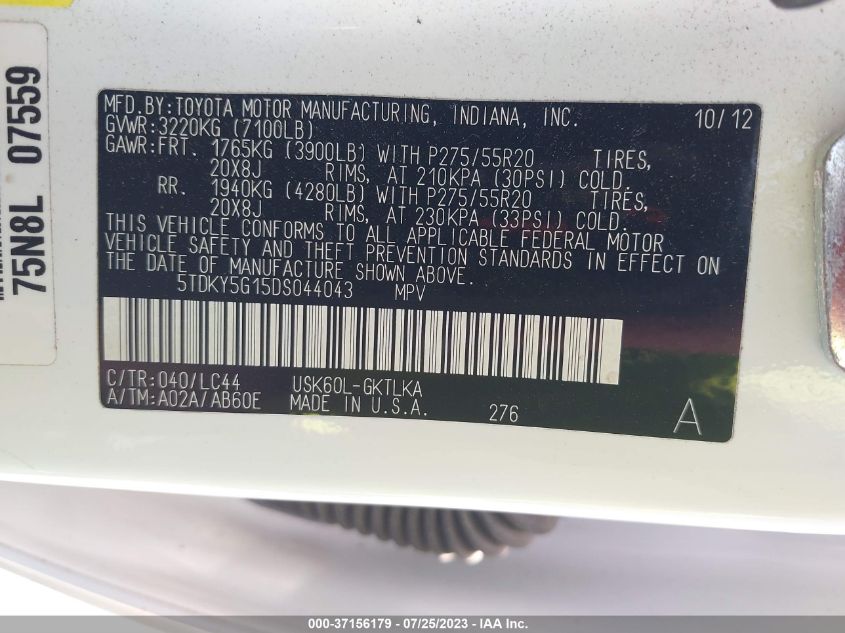 75N8L 07559
MFD.BY:TOYOTA MOTOR MANUFACTURING, INDIANA, INC. 10/12
GVWR:3220KG (7100LB)
GAWR:FRT. 1765KG (3900LB) WITH P275/55R20 TIRES,
20X8J RIMS, AT 210KPA (30PSI) COLD.
RR. 1940KG (4280LB) WITH P275/55R20 TIRES,
20X8J RIMS, AT 230KPA (33PSI) COLD.
THIS VEHICLE CONFORMS TO ALL APPLICABLE FEDERAL MOTOR
VEHICLE SAFETY AND THEFT PREVENTION STANDARDS IN EFFECT ON
THE DATE OF MANUFACTURE SHOWN ABOVE.
5TDKY5G15DS044043 MPV
C/TR:040/LC44 USK60L-GKTLKA
A/TM:A02A/AB60E MADE IN U.S.A. 276 A
000-37156179 - 07/25/2023 - IAA Inc.